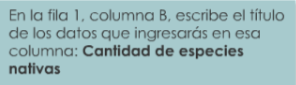 En la fila 1, columna B, escribe el título
de los datos que ingresarás en esa
columna: Cantidad de especies
nativas